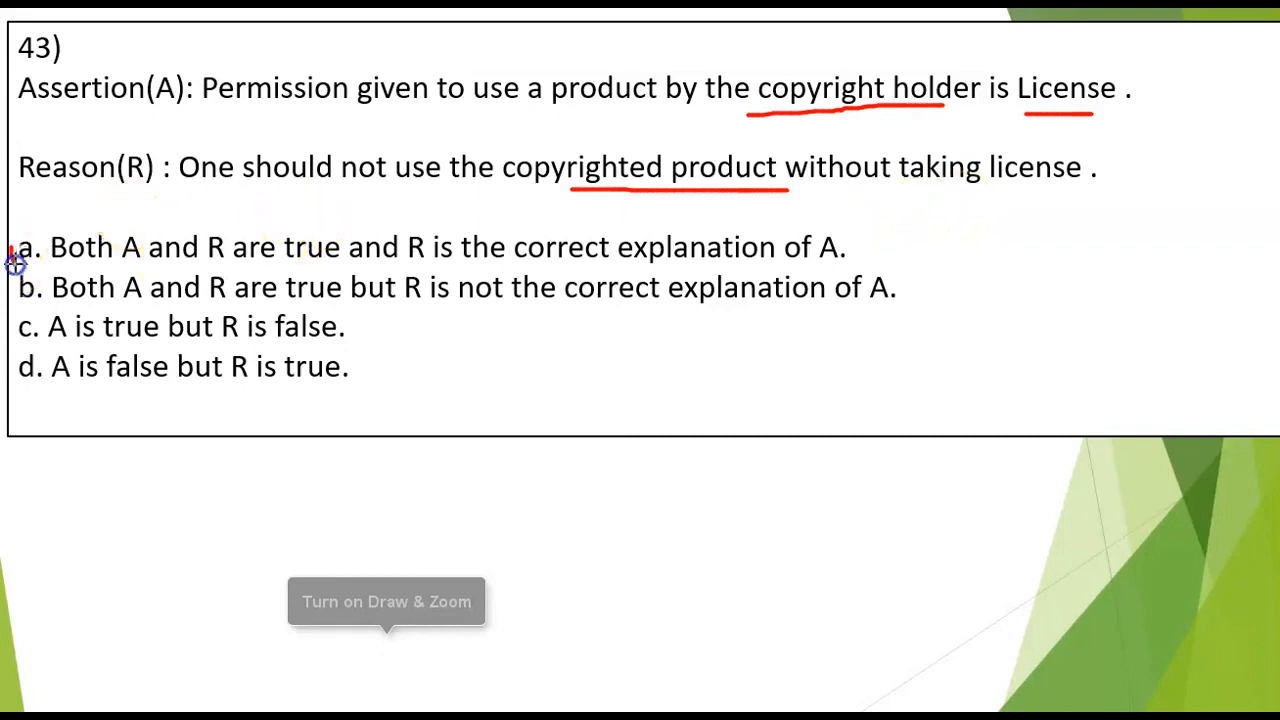 43)
Assertion(A): Permission given to use a product by the copyright holder is License .
Reason(R) : One should not use the copyrighted product without taking license .
a. Both A and R are true and R is the correct explanation of A.
b. Both A and R are true but R is not the correct explanation of A.
c. A is true but R is false.
d. A is false but R is true.
Turn on Draw & Zoom